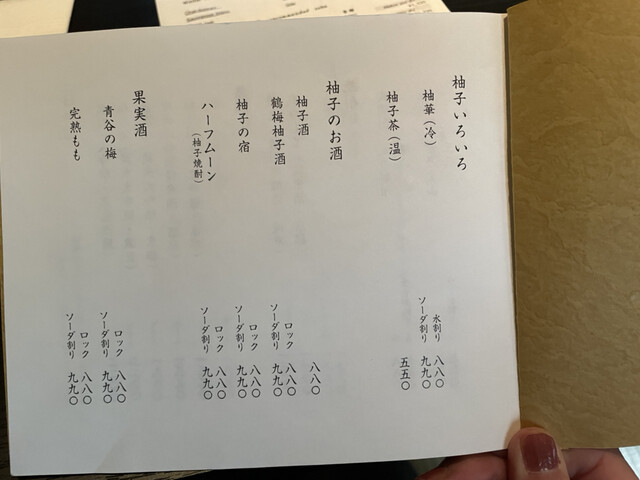 柚子いろいろ
柚華（冷）
水割り 八八〇
ソーダ割り 九九〇
柚子茶（温）
五五〇
柚子のお酒
柚子酒
八八〇
鶴梅柚子酒
ロック 八八〇
ソーダ割り 九九〇
柚子の宿
ロック 八八〇
ソーダ割り 九九〇
ハーフムーン
（柚子焼酎）
ロック 八八〇
ソーダ割り 九九〇
果実酒
青谷の梅
ロック 八八〇
ソーダ割り 九九〇
完熟もも
ロック 八八〇
ソーダ割り 九九〇